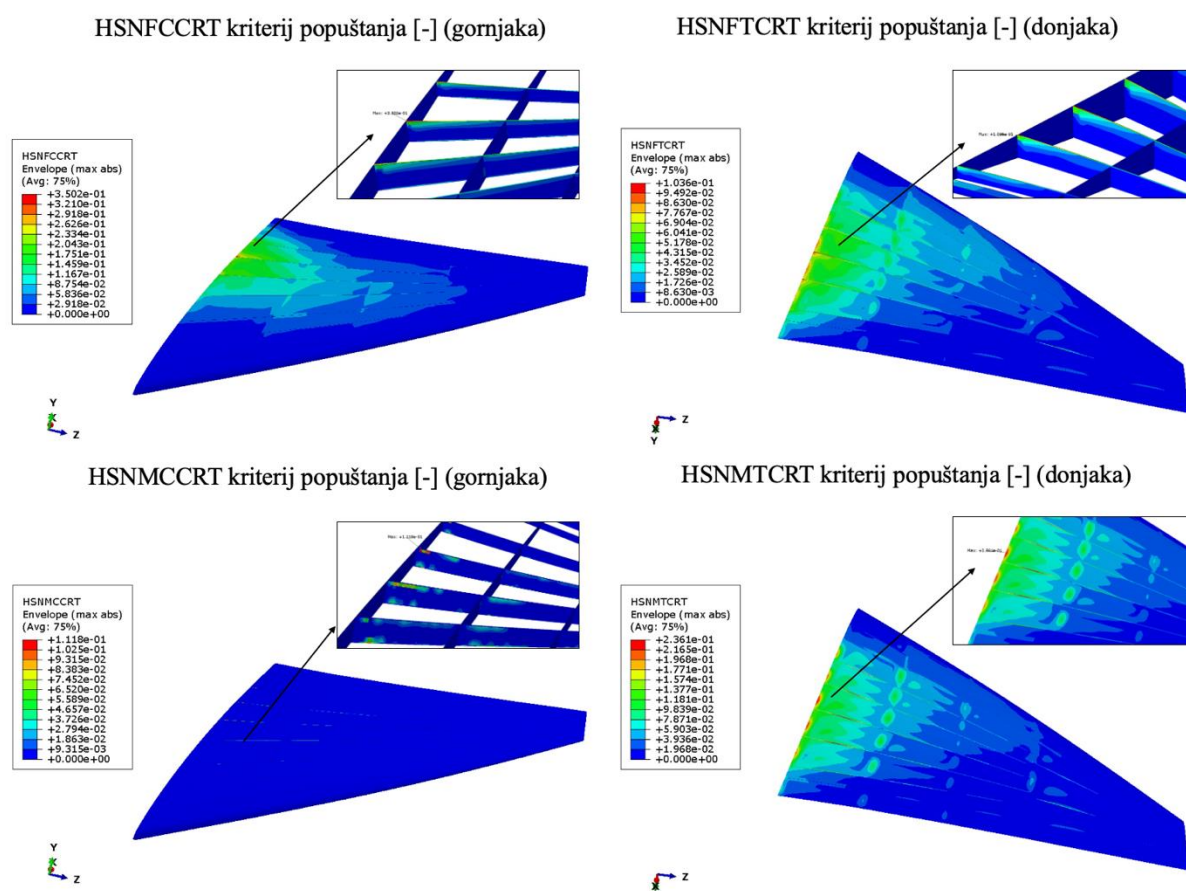 HSNFCCRT kriterij popuštanja [-] (gornjaka)
HSNFCCRT
Envelope (max abs)
(Avg: 75%)
+3.502e-01
+3.210e-01
+2.918e-01
+2.626e-01
+2.334e-01
+2.043e-01
+1.751e-01
+1.459e-01
+1.167e-01
+8.754e-02
+5.836e-02
+2.918e-02
+0.000e+00
Y
X
Z
HSNFTCRT kriterij popuštanja [-] (donjaka)
HSNFTCRT
Envelope (max abs)
(Avg: 75%)
+1.036e-01
+9.492e-02
+8.630e-02
+7.767e-02
+6.904e-02
+6.041e-02
+5.178e-02
+4.315e-02
+3.452e-02
+2.589e-02
+1.726e-02
+8.630e-03
+0.000e+00
Z
X
Y
HSNMCCRT kriterij popuštanja [-] (gornjaka)
HSNMCCRT
Envelope (max abs)
(Avg: 75%)
+1.118e-01
+1.025e-01
+9.315e-02
+8.383e-02
+7.452e-02
+6.520e-02
+5.589e-02
+4.657e-02
+3.726e-02
+2.794e-02
+1.863e-02
+9.315e-03
+0.000e+00
Y
X
Z
HSNMTCRT kriterij popuštanja [-] (donjaka)
HSNMTCRT
Envelope (max abs)
(Avg: 75%)
+2.361e-01
+2.165e-01
+1.968e-01
+1.771e-01
+1.574e-01
+1.377e-01
+1.181e-01
+9.839e-02
+7.871e-02
+5.903e-02
+3.936e-02
+1.968e-02
+0.000e+00
Z
X